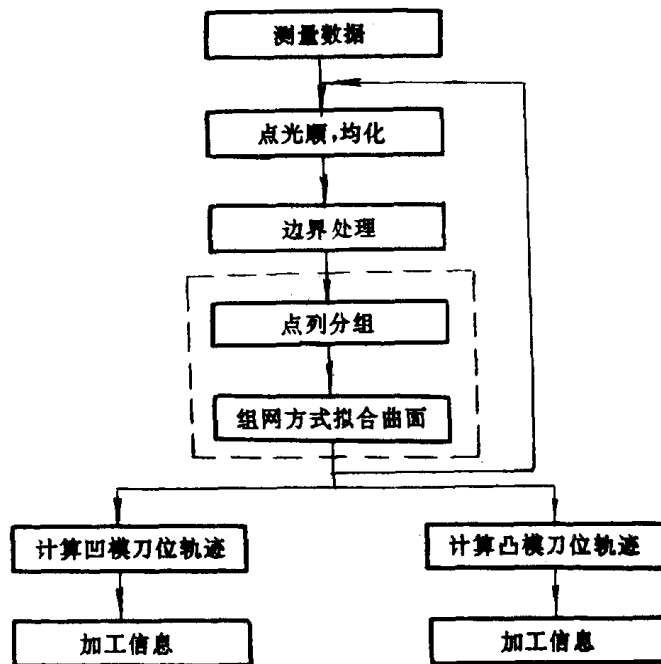 测量数据
点光顺,均化
边界处理
点列分组
组网方式拟合曲面
计算凹模刀位轨迹
计算凸模刀位轨迹
加工信息
加工信息